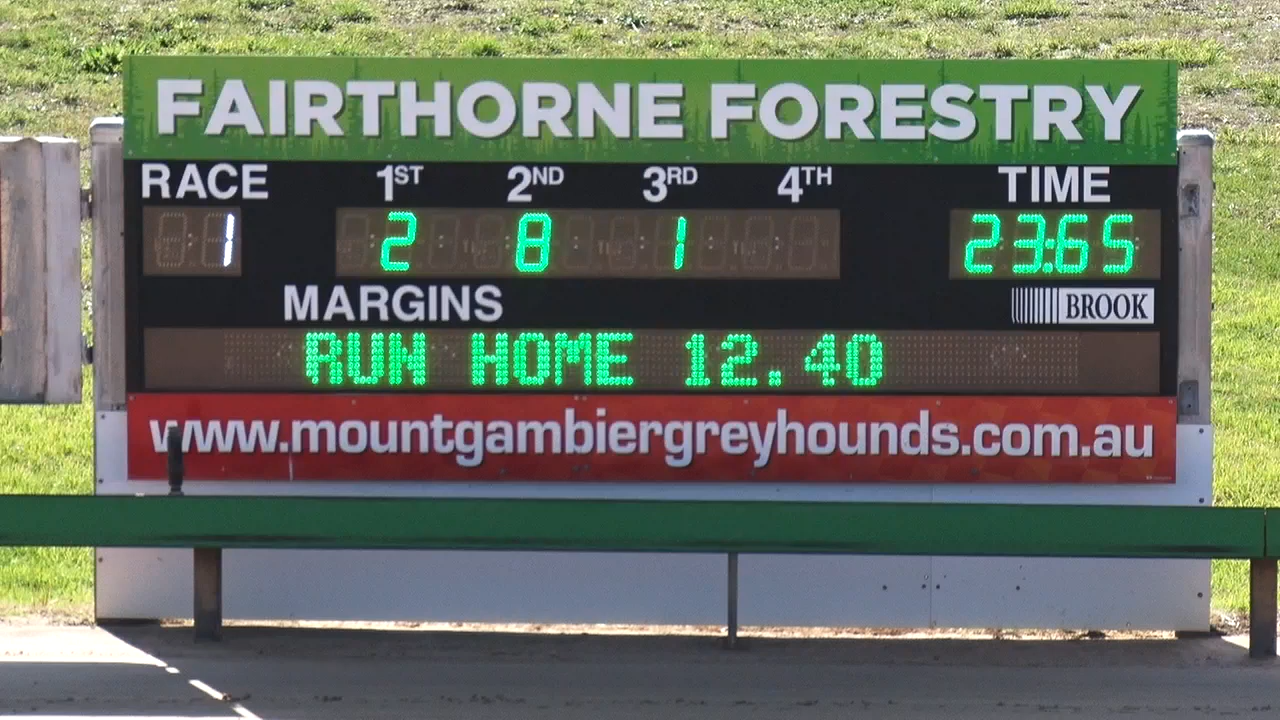 FAIRTHORNE FORESTRY
RACE 1ST 2ND 3RD 4TH TIME
1 2 8 1 23:65
MARGINS BROOK
RUN HOME 12.40
www.mountgambiergreyhounds.com.au